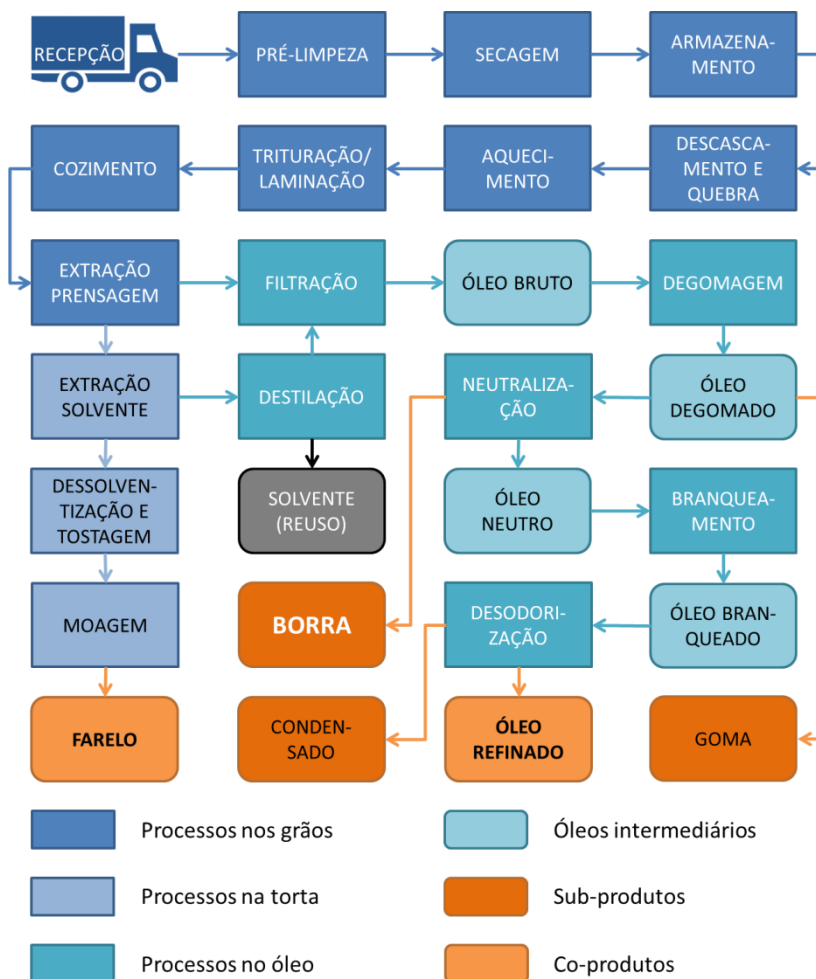 RECEPÇÃO
PRÉ-LIMPEZA
SECAGEM
ARMAZENA-
MENTO
COZIMENTO
TRITURAÇÃO/
LAMINAÇÃO
AQUECI-
MENTO
DESCASCA-
MENTO E
QUEBRA
EXTRAÇÃO
PRENSAGEM
FILTRAÇÃO
ÓLEO BRUTO
DEGOMAGEM
EXTRAÇÃO
SOLVENTE
DESTILAÇÃO
NEUTRALIZA-
ÇÃO
ÓLEO
DEGOMADO
DESSOLVEN-
TIZAÇÃO E
TOSTAGEM
SOLVENTE
(REUSO)
ÓLEO
NEUTRO
BRANQUEA-
MENTO
MOAGEM
BORRA
DESODORI-
ZAÇÃO
ÓLEO BRAN-
QUEADO
FARELO
CONDEN-
SADO
ÓLEO
REFINADO
GOMA
Processos nos grãos
Óleos intermediários
Processos na torta
Sub-produtos
Processos no óleo
Co-produtos